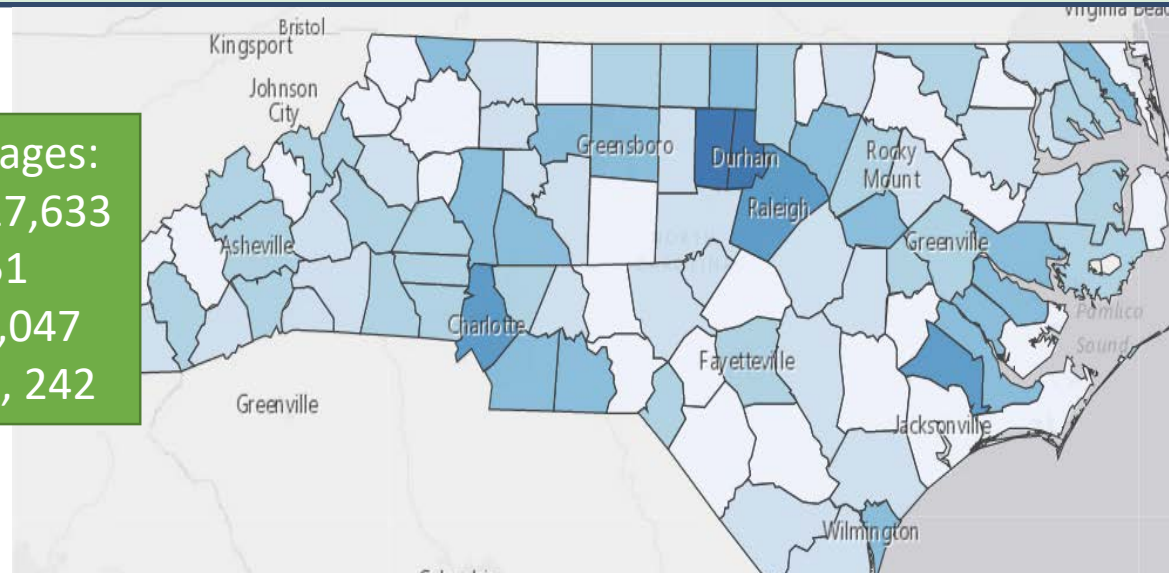 Bristol
Kingsport
Johnson
City
Greensboro
Durham
Rocky
Mount
Raleigh
Asheville
Greenville
Charlotte
Pamlico
Sound
Fayetteville
Greenville
Jacksonville
Wilmington
ages:
17,633
51
,047
, 242